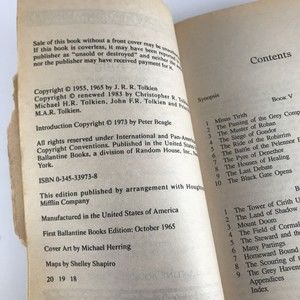 Sale of this book without a front cover may be
If this book is coverless, it may have been reported
as "unsold or destroyed" and neither
nor the publisher may have received payment for it.
Copyright © 1955, 1965 by J. R. R. Tolkien
Copyright © renewed 1983 by Christopher R. Tolkien,
Michael H.R. Tolkien, John F.R. Tolkien and
M.A.R. Tolkien.
Introduction Copyright © 1973 by Peter Beagle
All rights reserved under International and Pan-American
Copyright Conventions. Published in the United States
Ballantine Books, a division of Random House, Inc.,
York.
ISBN 0-345-33973-8
This edition published by arrangement with Houghton
Mifflin Company
Manufactured in the United States of America
First Ballantine Books Edition: October 1965
Cover Art by Michael Herring
Maps by Shelley Shapiro
20 19 18
Contents
Synopsis
Book V
1 Minas Tirith
2 The Passing of the Grey Company
3 The Muster of Rohan
4 The Siege of Gondor
5 The Ride of the Rohirrim
6 The Battle of the Pelennor
7 The Pyre of Denethor
8 The Houses of Healing
9 The Last Debate
10 The Black Gate Opens
1 The Tower of Cirith
2 The Land of Shadow
3 Mount Doom
4 The Field of Cormallen
5 The Steward and the
6 Many Partings
7 Homeward Bound
8 The Scouring of the
9 The Grey Havens
Appendices
Index